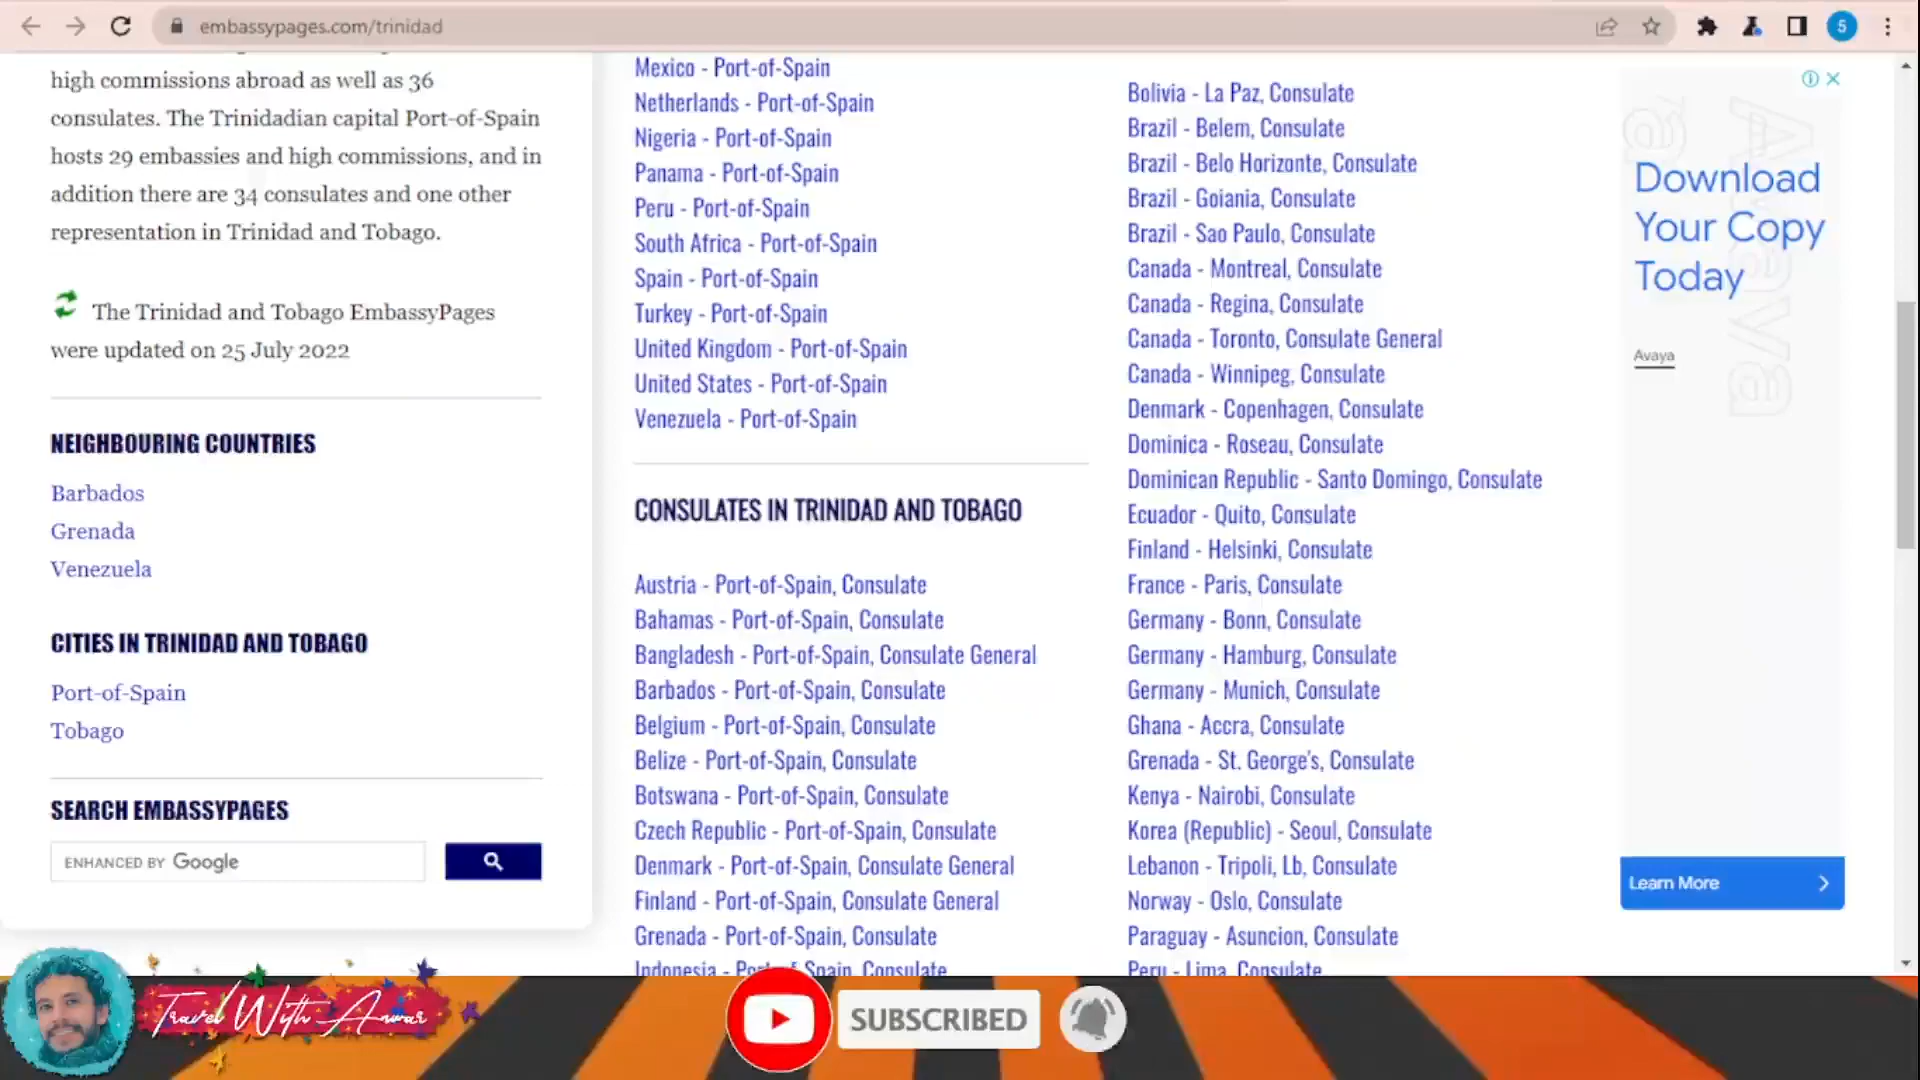 embassypages.com/trinidad
5
high commissions abroad as well as 36
consulates. The Trinidadian capital Port-of-Spain
hosts 29 embassies and high commissions, and in
addition there are 34 consulates and one other
representation in Trinidad and Tobago.
The Trinidad and Tobago EmbassyPages
were updated on 25 July 2022
NEIGHBOURING COUNTRIES
Barbados
Grenada
Venezuela
CITIES IN TRINIDAD AND TOBAGO
Port-of-Spain
Tobago
SEARCH EMBASSYPAGES
ENHANCED BY Google
Mexico - Port-of-Spain
Netherlands - Port-of-Spain
Nigeria - Port-of-Spain
Panama - Port-of-Spain
Peru - Port-of-Spain
South Africa - Port-of-Spain
Spain - Port-of-Spain
Turkey - Port-of-Spain
United Kingdom - Port-of-Spain
United States - Port-of-Spain
Venezuela - Port-of-Spain
CONSULATES IN TRINIDAD AND TOBAGO
Austria - Port-of-Spain, Consulate
Bahamas - Port-of-Spain, Consulate
Bangladesh - Port-of-Spain, Consulate General
Barbados - Port-of-Spain, Consulate
Belgium - Port-of-Spain, Consulate
Belize - Port-of-Spain, Consulate
Botswana - Port-of-Spain, Consulate
Czech Republic - Port-of-Spain, Consulate
Denmark - Port-of-Spain, Consulate General
Finland - Port-of-Spain, Consulate General
Grenada - Port-of-Spain, Consulate
Indonesia - Port-of-Spain, Consulate
Bolivia - La Paz, Consulate
Brazil - Belem, Consulate
Brazil - Belo Horizonte, Consulate
Brazil - Goiania, Consulate
Brazil - Sao Paulo, Consulate
Canada - Montreal, Consulate
Canada - Regina, Consulate
Canada - Toronto, Consulate General
Canada - Winnipeg, Consulate
Denmark - Copenhagen, Consulate
Dominica - Roseau, Consulate
Dominican Republic - Santo Domingo, Consulate
Ecuador - Quito, Consulate
Finland - Helsinki, Consulate
France - Paris, Consulate
Germany - Bonn, Consulate
Germany - Hamburg, Consulate
Germany - Munich, Consulate
Ghana - Accra, Consulate
Grenada - St. George's, Consulate
Kenya - Nairobi, Consulate
Korea (Republic) - Seoul, Consulate
Lebanon - Tripoli, Lb, Consulate
Norway - Oslo, Consulate
Paraguay - Asuncion, Consulate
Peru - Lima, Consulate
Download
Your Copy
Today
Avaya
Learn More
Travel With Anwar
SUBSCRIBED